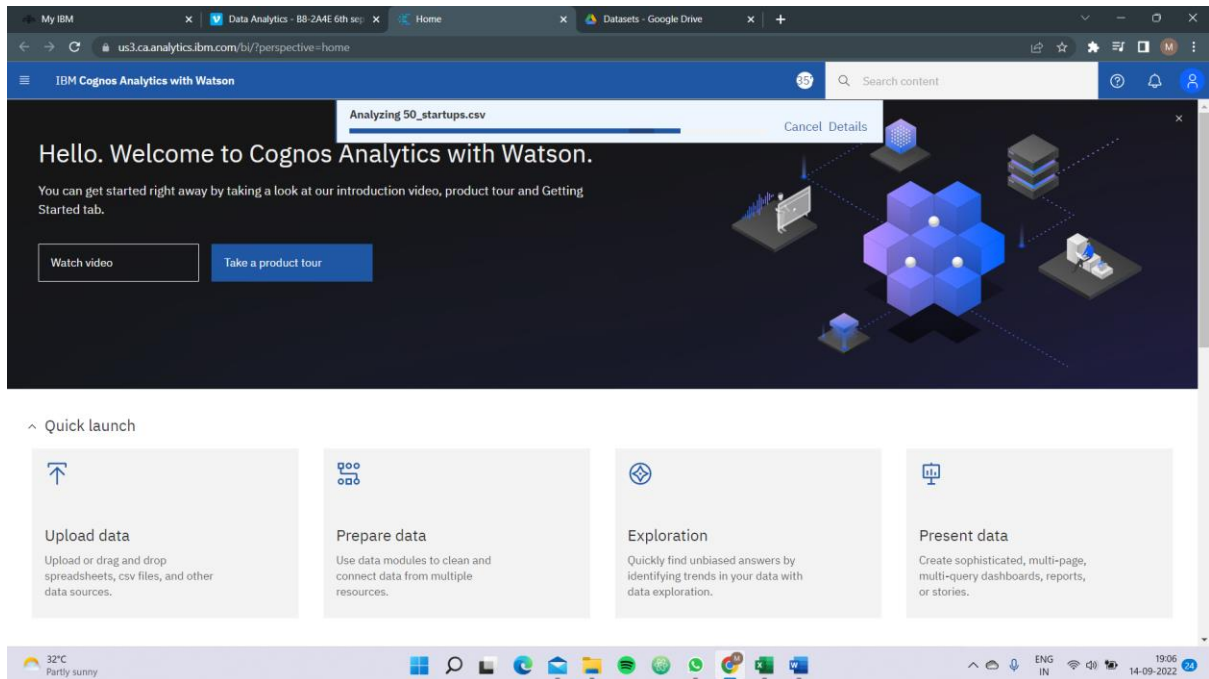 My IBM
Data Analytics - B8-2A4E 6th sep
Home
Datasets - Google Drive
us3.ca.analytics.ibm.com/bi/?perspective=home
M
IBM Cognos Analytics with Watson
Search content
Analyzing 50_startups.csv
Cancel Details
Hello. Welcome to Cognos Analytics with Watson.
You can get started right away by taking a look at our introduction video, product tour and Getting
Started tab.
Watch video
Take a product tour
Quick launch
Upload data
Upload or drag and drop
spreadsheets, csv files, and other
data sources.
Prepare data
Use data modules to clean and
connect data from multiple
resources.
Exploration
Quickly find unbiased answers by
identifying trends in your data with
data exploration.
Present data
Create sophisticated, multi-page,
multi-query dashboards, reports,
or stories.
32°C
Partly sunny
ENG
IN
19:06
14-09-2022
24